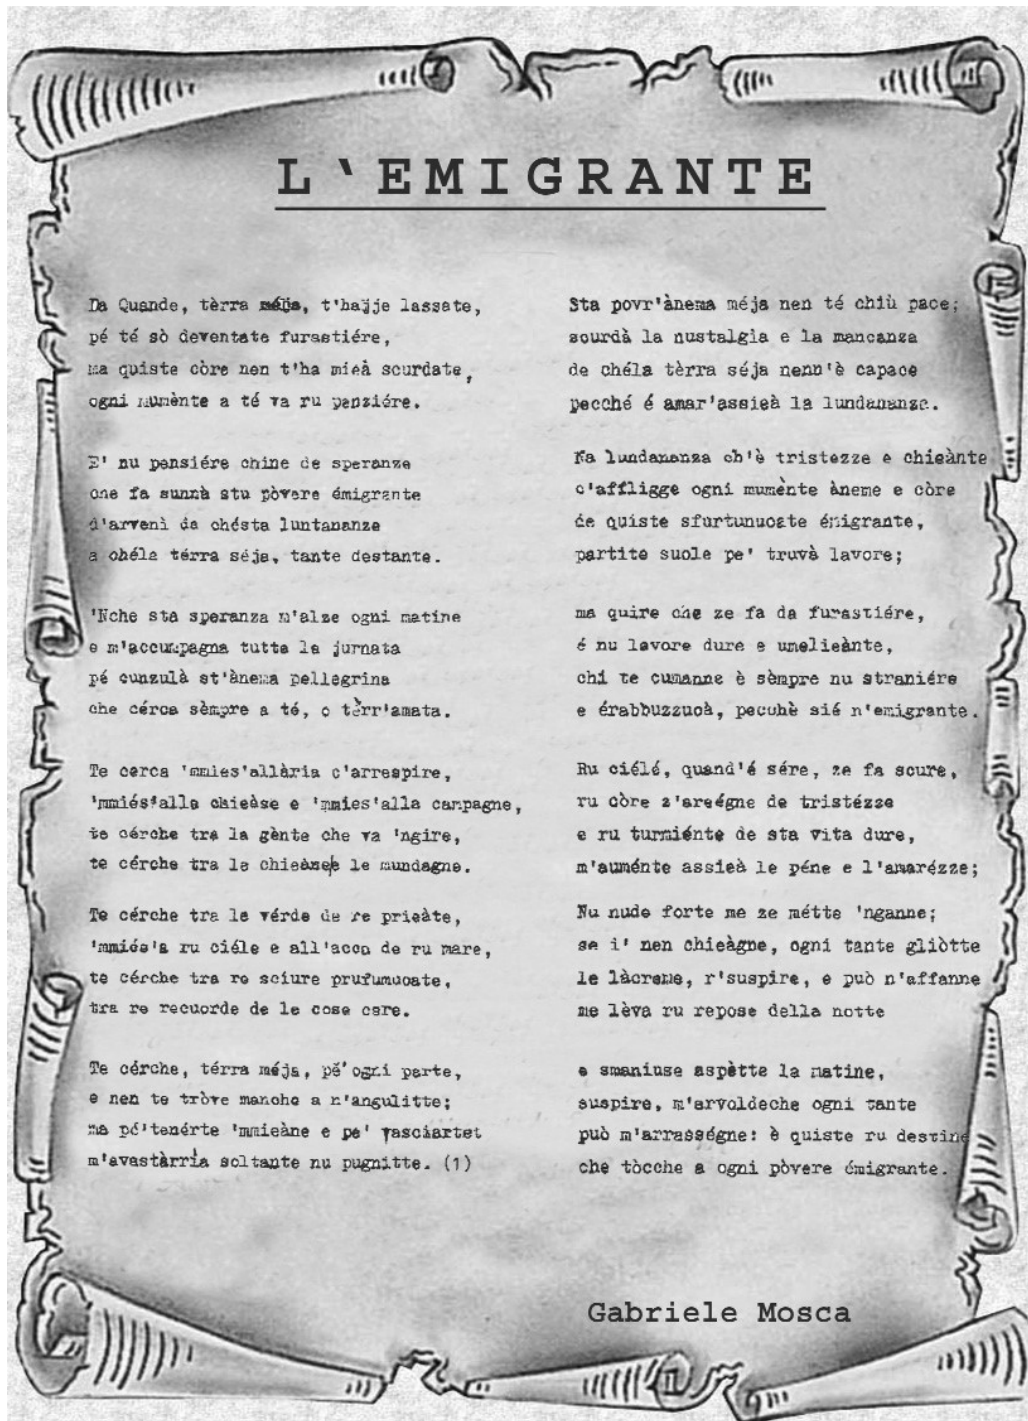 L'EMIGRANTE
Da Quande, tèrra méja, t'hajje lassate,
pé té sò deventate furastiére,
ma quiste còre nen t'ha mieà scurdate,
ogni mumènte a té va ru penziére.
E' nu pensiére chine de speranze
che fa sunnà stu pòvere émigrante
d'arvenì da chésta luntananze
a chéla térra séja, tante destante.
'Nche sta speranza m'alze ogni matine
e m'accumpagna tutta la jurnata
pé cunzulà st'ànema pellegrina
che cérca sèmpre a té, o tèrr'amata.
Te cerca 'mmies'allària c'arrespire,
'mmiés'alle chieàse e 'mmies'alla campagne,
te cérche tra la gènte che va 'ngire,
te cérche tra le chieàse e le mundagne.
Te cérche tra le vérde de re prieàte,
'mmiés'a ru ciéle e all'acca de ru mare,
te cérche tra re sciure prufumucate,
tra re recuorde de le cose care.
Te cérche, térra méja, pé'ogni parte,
e nen te tròve manche a n'angulitte;
ma pé'tenérte 'mmieàne e pe' vasciartet
m'avastàrria soltante nu pugnitte. (1)
Sta povr'ànema méja nen té chiù pace;
scurdà la nustalgia e la mancanza
de chéla tèrra séja nenn'è capace
pecché é amar'assieà la lundananze.
Na lundananza ch'è tristezze e chieànte
c'affligge ogni mumènte àneme e còre
de quiste sfurtunucate émigrante,
partite suole pe' truvà lavore;
ma quire che ze fa da furastiére,
é nu lavore dure e umelieànte,
chi te cumanne è sèmpre nu straniére
e érabbuzzucà, pecchè sié n'emigrante.
Ru ciélé, quand'é sére, ze fa scure,
ru còre z'areégne de tristézze
e ru turmiénte de sta vita dure,
m'auménte assieà le péne e l'amarézze;
Nu nude forte me ze métte 'nganne;
se i' nen chieàgne, ogni tante gliòtte
le làcreme, r'suspire, e può n'affanne
me lèva ru repose della notte
e smaniuse aspètte la matine,
suspire, m'arvoldeche ogni tante
può m'arrasségne: è quiste ru destine
che tòcche a ogni pòvere émigrante.
Gabriele Mosca